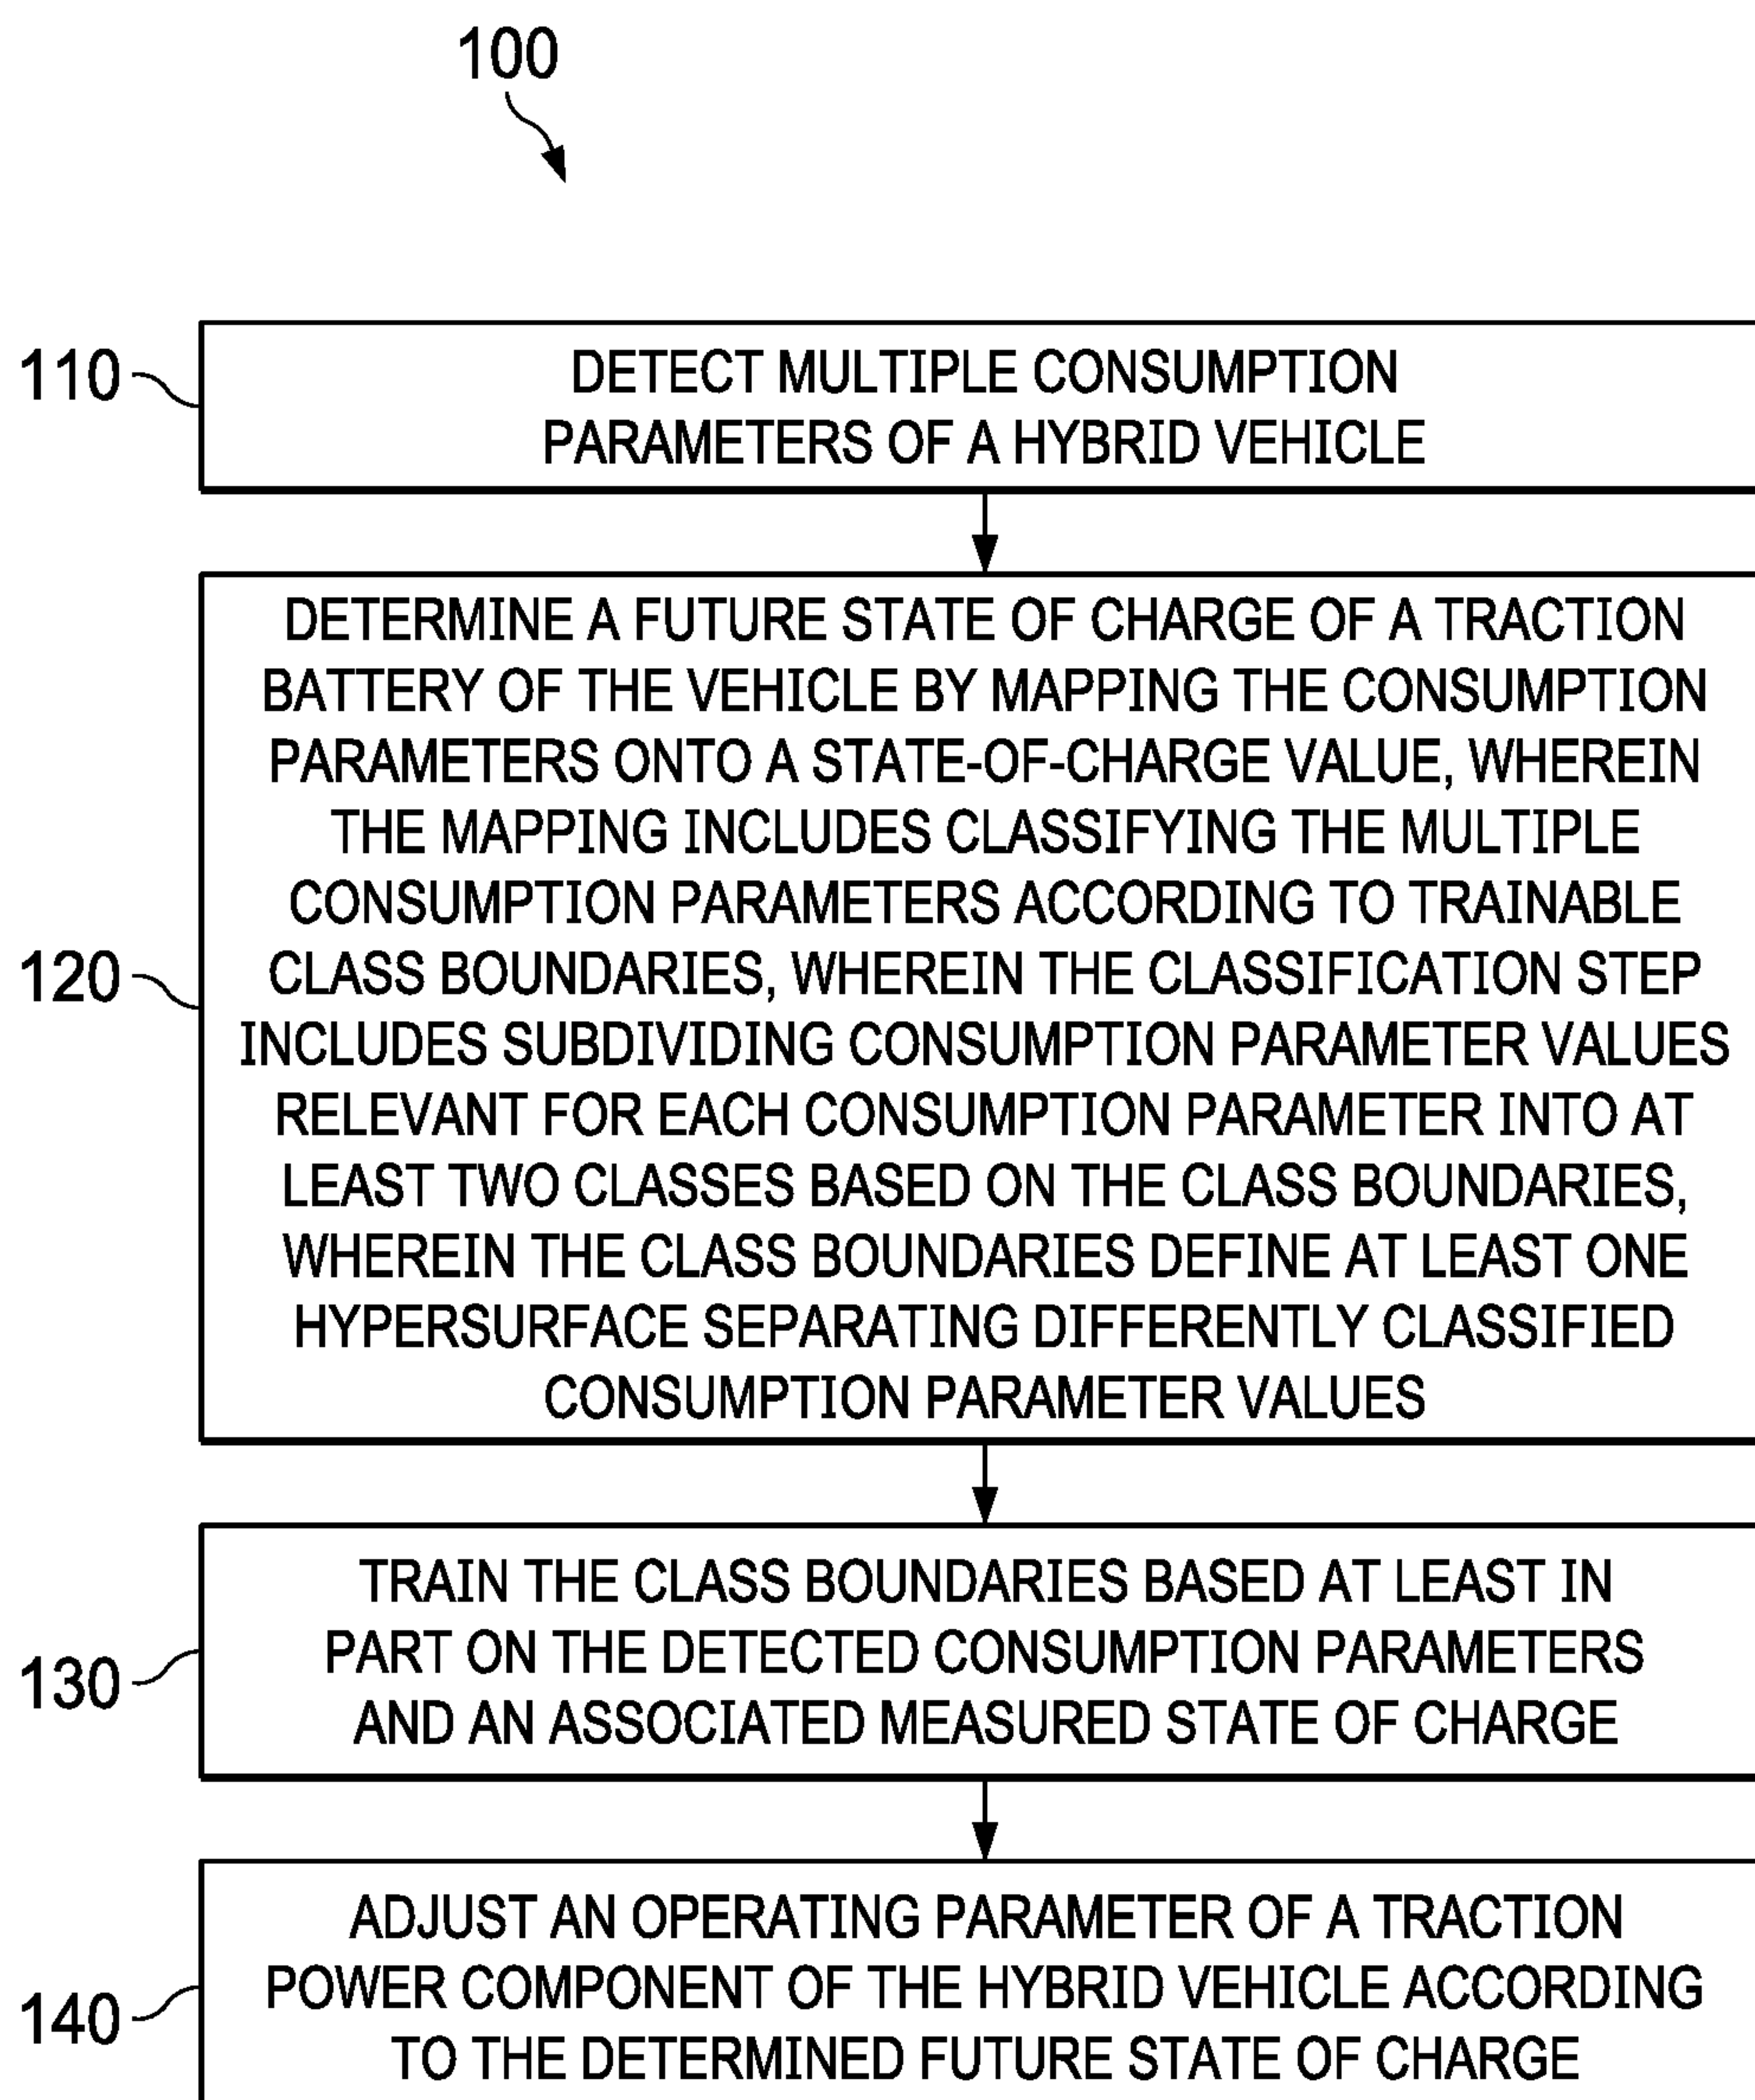 100
110
DETECT MULTIPLE CONSUMPTION
PARAMETERS OF A HYBRID VEHICLE
120
DETERMINE A FUTURE STATE OF CHARGE OF A TRACTION
BATTERY OF THE VEHICLE BY MAPPING THE CONSUMPTION
PARAMETERS ONTO A STATE-OF-CHARGE VALUE, WHEREIN
THE MAPPING INCLUDES CLASSIFYING THE MULTIPLE
CONSUMPTION PARAMETERS ACCORDING TO TRAINABLE
CLASS BOUNDARIES, WHEREIN THE CLASSIFICATION STEP
INCLUDES SUBDIVIDING CONSUMPTION PARAMETER VALUES
RELEVANT FOR EACH CONSUMPTION PARAMETER INTO AT
LEAST TWO CLASSES BASED ON THE CLASS BOUNDARIES,
WHEREIN THE CLASS BOUNDARIES DEFINE AT LEAST ONE
HYPERSURFACE SEPARATING DIFFERENTLY CLASSIFIED
CONSUMPTION PARAMETER VALUES
130
TRAIN THE CLASS BOUNDARIES BASED AT LEAST IN
PART ON THE DETECTED CONSUMPTION PARAMETERS
AND AN ASSOCIATED MEASURED STATE OF CHARGE
140
ADJUST AN OPERATING PARAMETER OF A TRACTION
POWER COMPONENT OF THE HYBRID VEHICLE ACCORDING
TO THE DETERMINED FUTURE STATE OF CHARGE